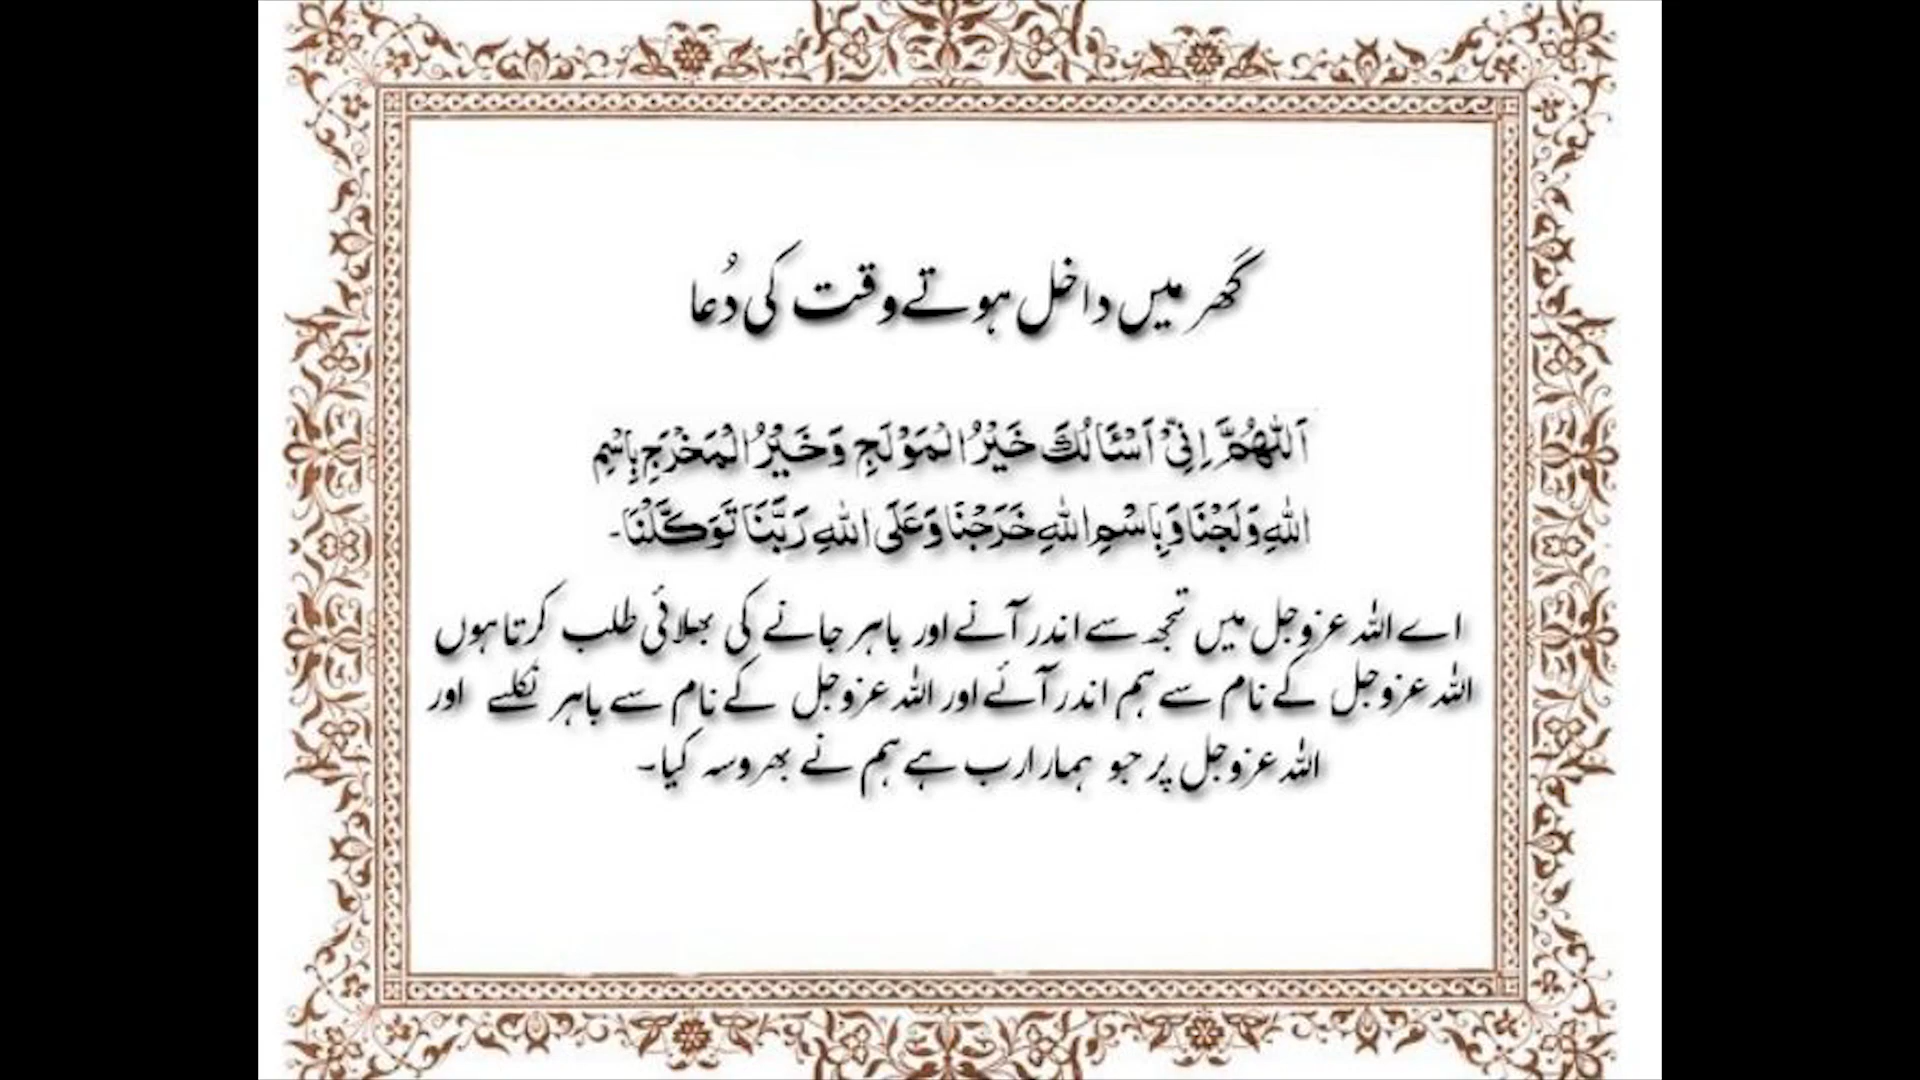 گھر میں داخل ہوتے وقت کی دُعا
اَللّٰھُمَّ اِنِّیْ اَسْئَالُكَ خَیْرُ الْمَوْلَجِ وَخَیْرُ الْمَخْرَجِ بِاسْمِ
اللّٰهِ وَلَجْنَا وَبِاسْمِ اللّٰهِ خَرَجْنَا وَعَلَی اللّٰهِ رَبَّنَا تَوَكَّلْنَا۔
اے اللہ عزوجل میں تجھ سے اندر آنے اور باہر جانے کی بھلائی طلب کرتا ہوں
اللہ عزوجل کے نام سے ہم اندر آئے اور اللہ عزوجل کے نام سے باہر نکلے اور
اللہ عزوجل پر جو ہمارا رب ہے ہم نے بھروسہ کیا۔